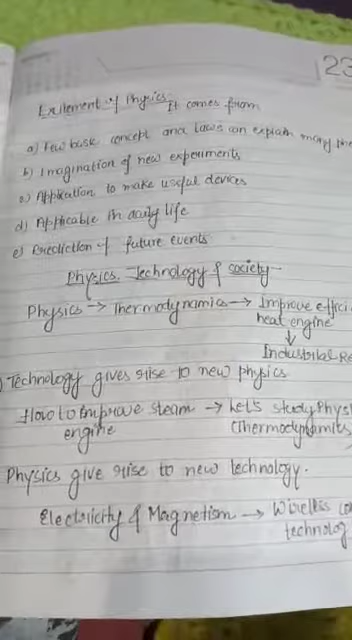 23
Exitement of Physics It comes from
a) Few basic concept and laws can explain many
b) Imagination of new experiments
c) Application to make useful devices
d) Applicable in daily life
e) Prediction of future events
Physics, Technology & society
Physics → Thermodynamics → Improve effici
heat engine
↓
Industrial Re
Technology gives rise to new physics
How to improve steam → Let's study Phys
engine (Thermodynamics
Physics give rise to new technology.
Electricity & Magnetism → Wireless co
technolog